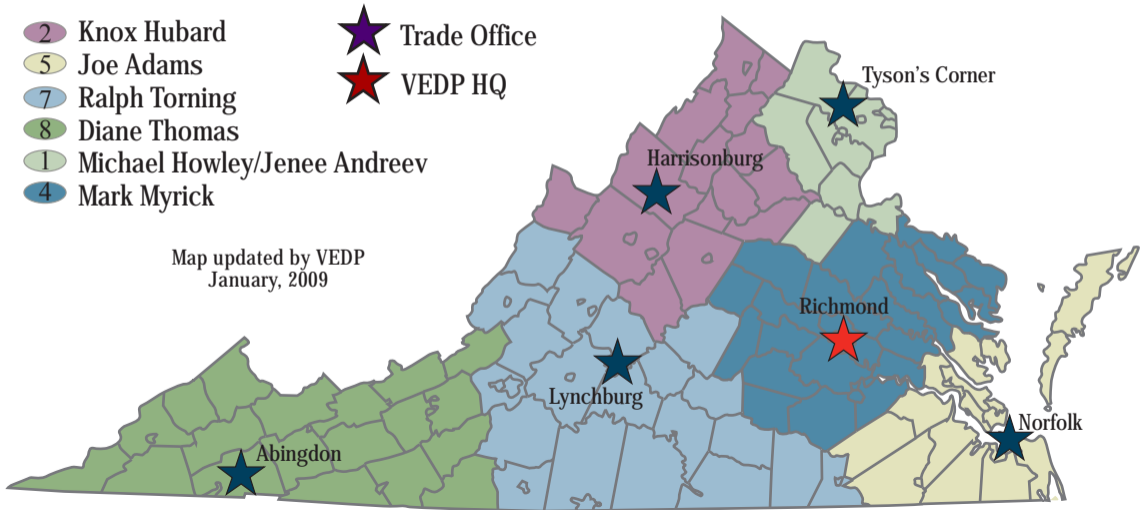 2 Knox Hubard
5 Joe Adams
7 Ralph Torning
8 Diane Thomas
1 Michael Howley/Jenee Andreev
4 Mark Myrick
Trade Office
VEDP HQ
Map updated by VEDP
January, 2009
Tyson's Corner
Harrisonburg
Richmond
Lynchburg
Norfolk
Abingdon